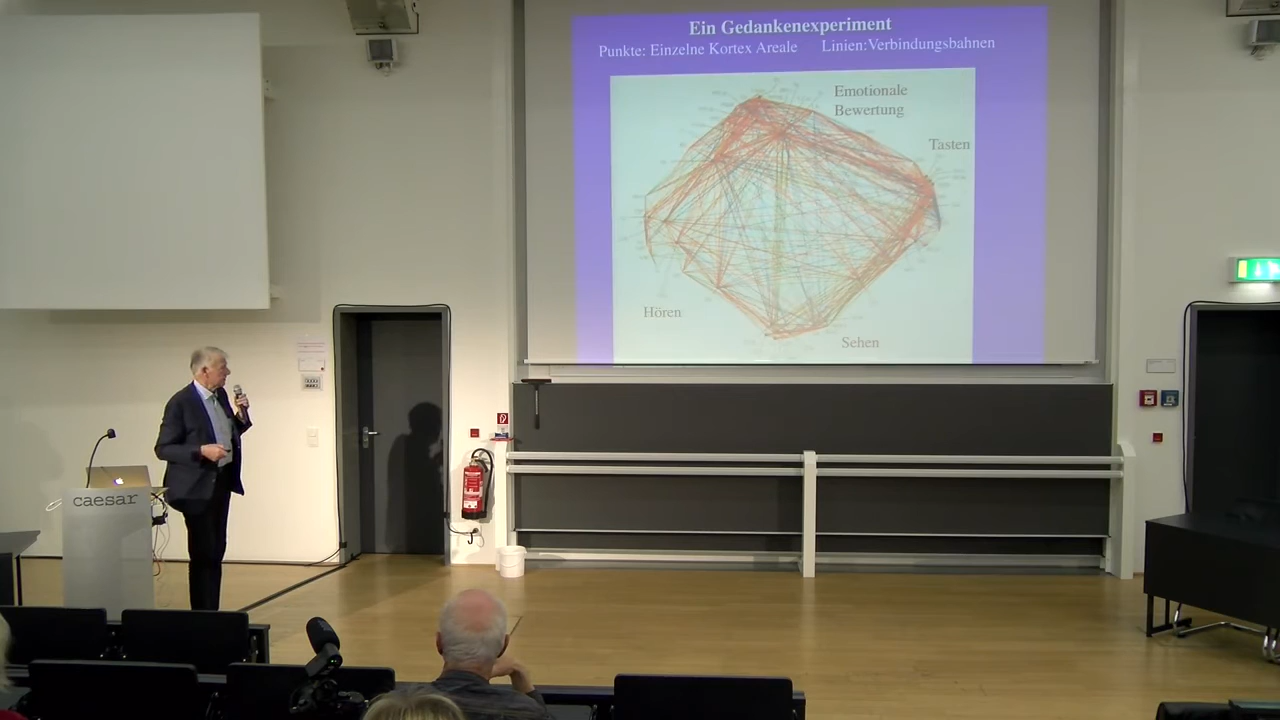 Ein Gedankenexperiment
Punkte: Einzelne Kortex Areale Linien:Verbindungsbahnen
Emotionale
Bewertung
Tasten
Hören
Sehen
caesar